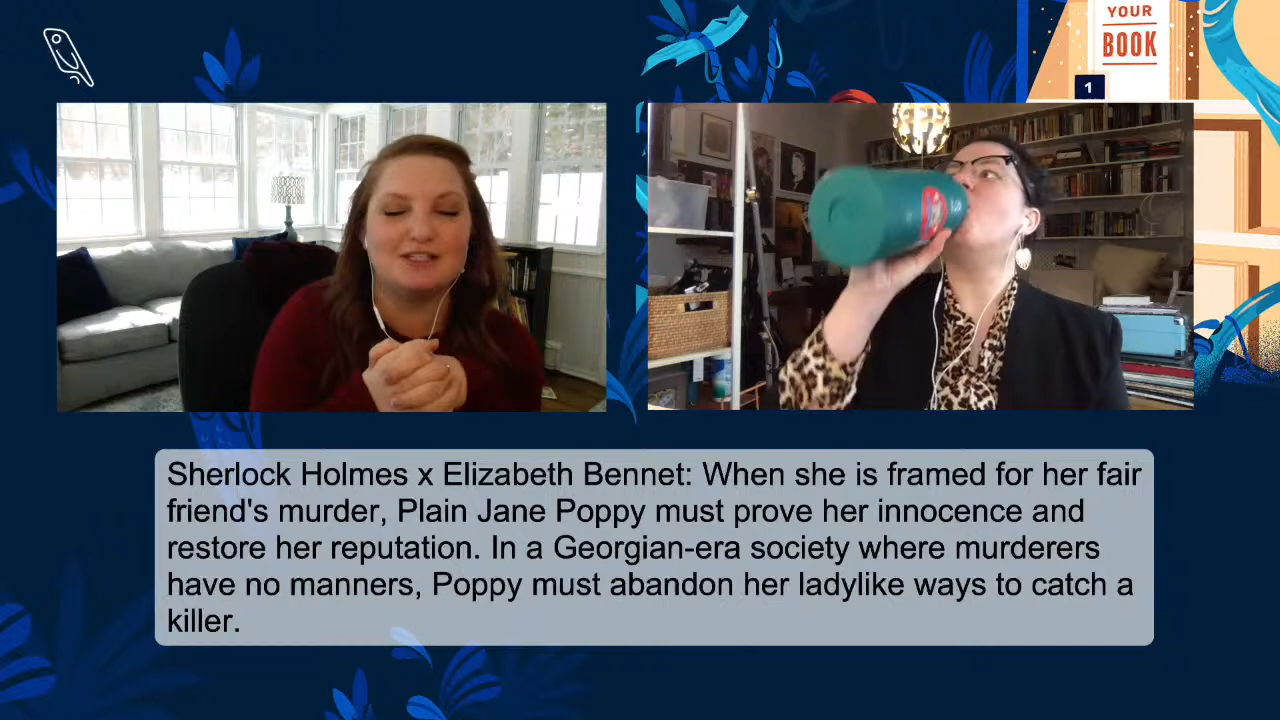 YOUR
BOOK
1
Sherlock Holmes x Elizabeth Bennet: When she is framed for her fair
friend's murder, Plain Jane Poppy must prove her innocence and
restore her reputation. In a Georgian-era society where murderers
have no manners, Poppy must abandon her ladylike ways to catch a
killer.